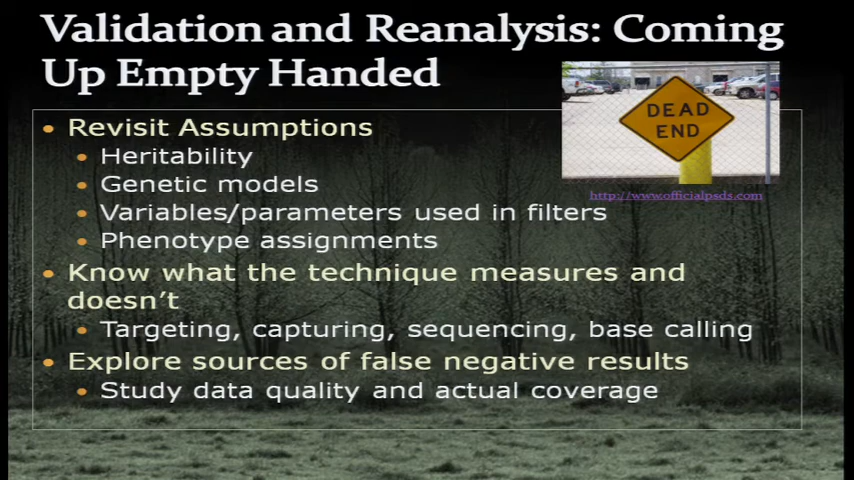 Validation and Reanalysis: Coming
Up Empty Handed
DEAD
END
http://www.officialpsds.com
• Revisit Assumptions
• Heritability
• Genetic models
• Variables/parameters used in filters
• Phenotype assignments
• Know what the technique measures and
doesn't
• Targeting, capturing, sequencing, base calling
• Explore sources of false negative results
• Study data quality and actual coverage